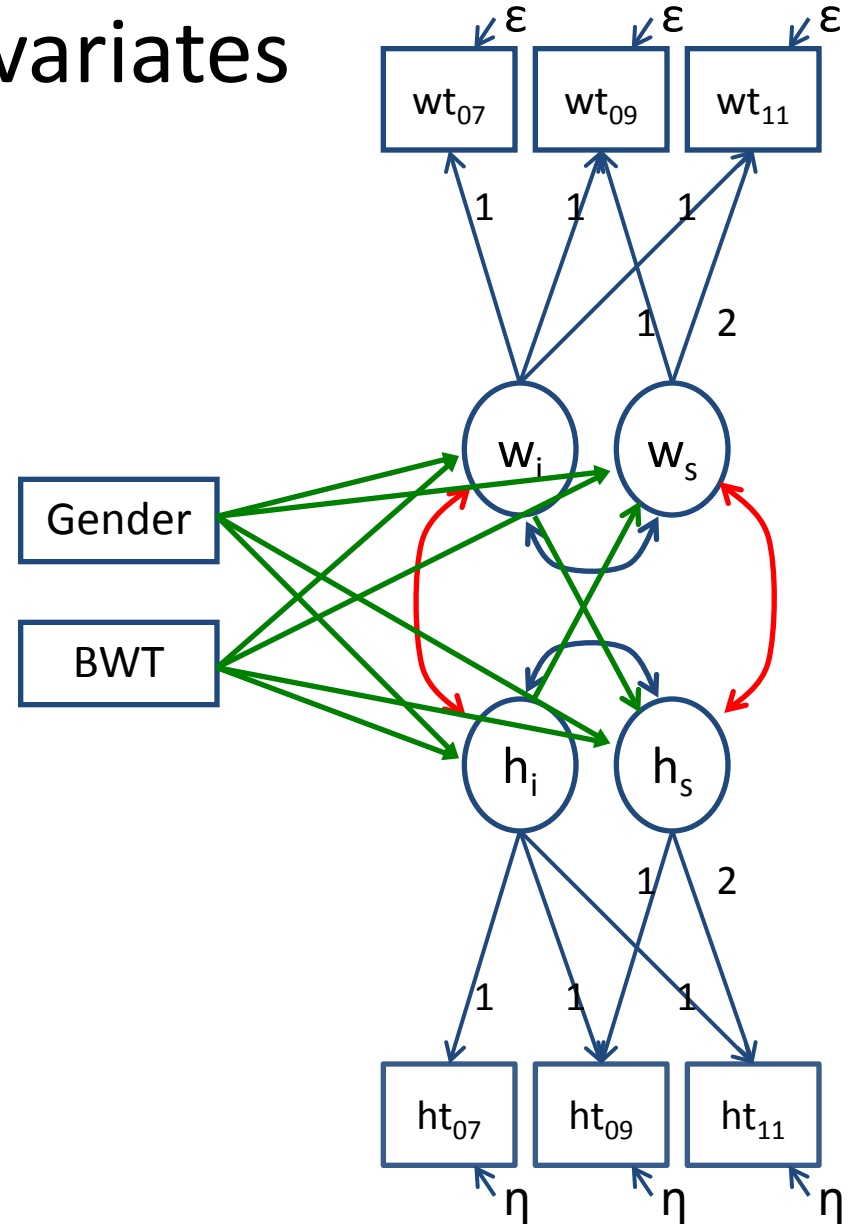 variates
ε ε ε
wt07 wt09 wt11
1 1 1
1 2
wi ws
Gender
BWT
hi hs
1 2
1 1 1
ht07 ht09 ht11
η η η